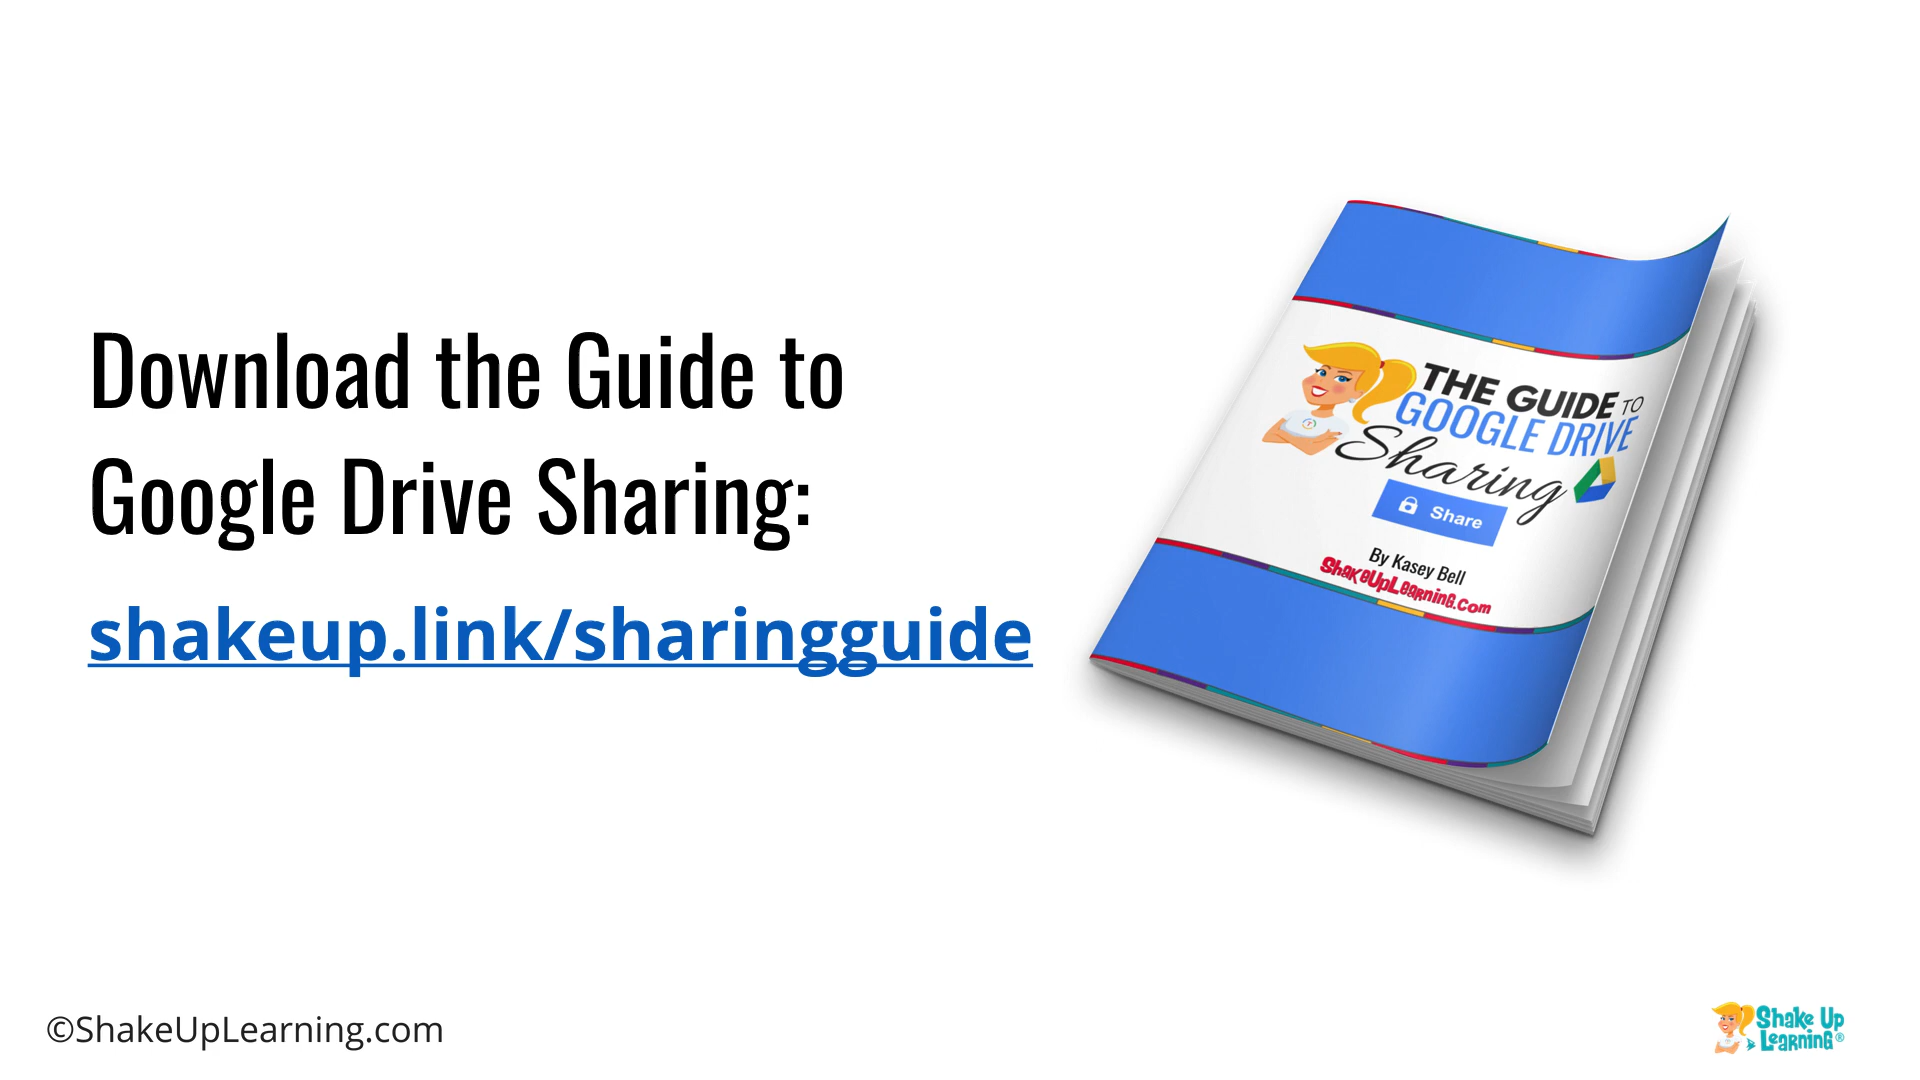 Download the Guide to
Google Drive Sharing:
shakeup.link/sharingguide
THE GUIDE TO
GOOGLE DRIVE
Sharing
Share
By Kasey Bell
ShakeUpLearning.Com
©ShakeUpLearning.com
Shake Up
Learning®